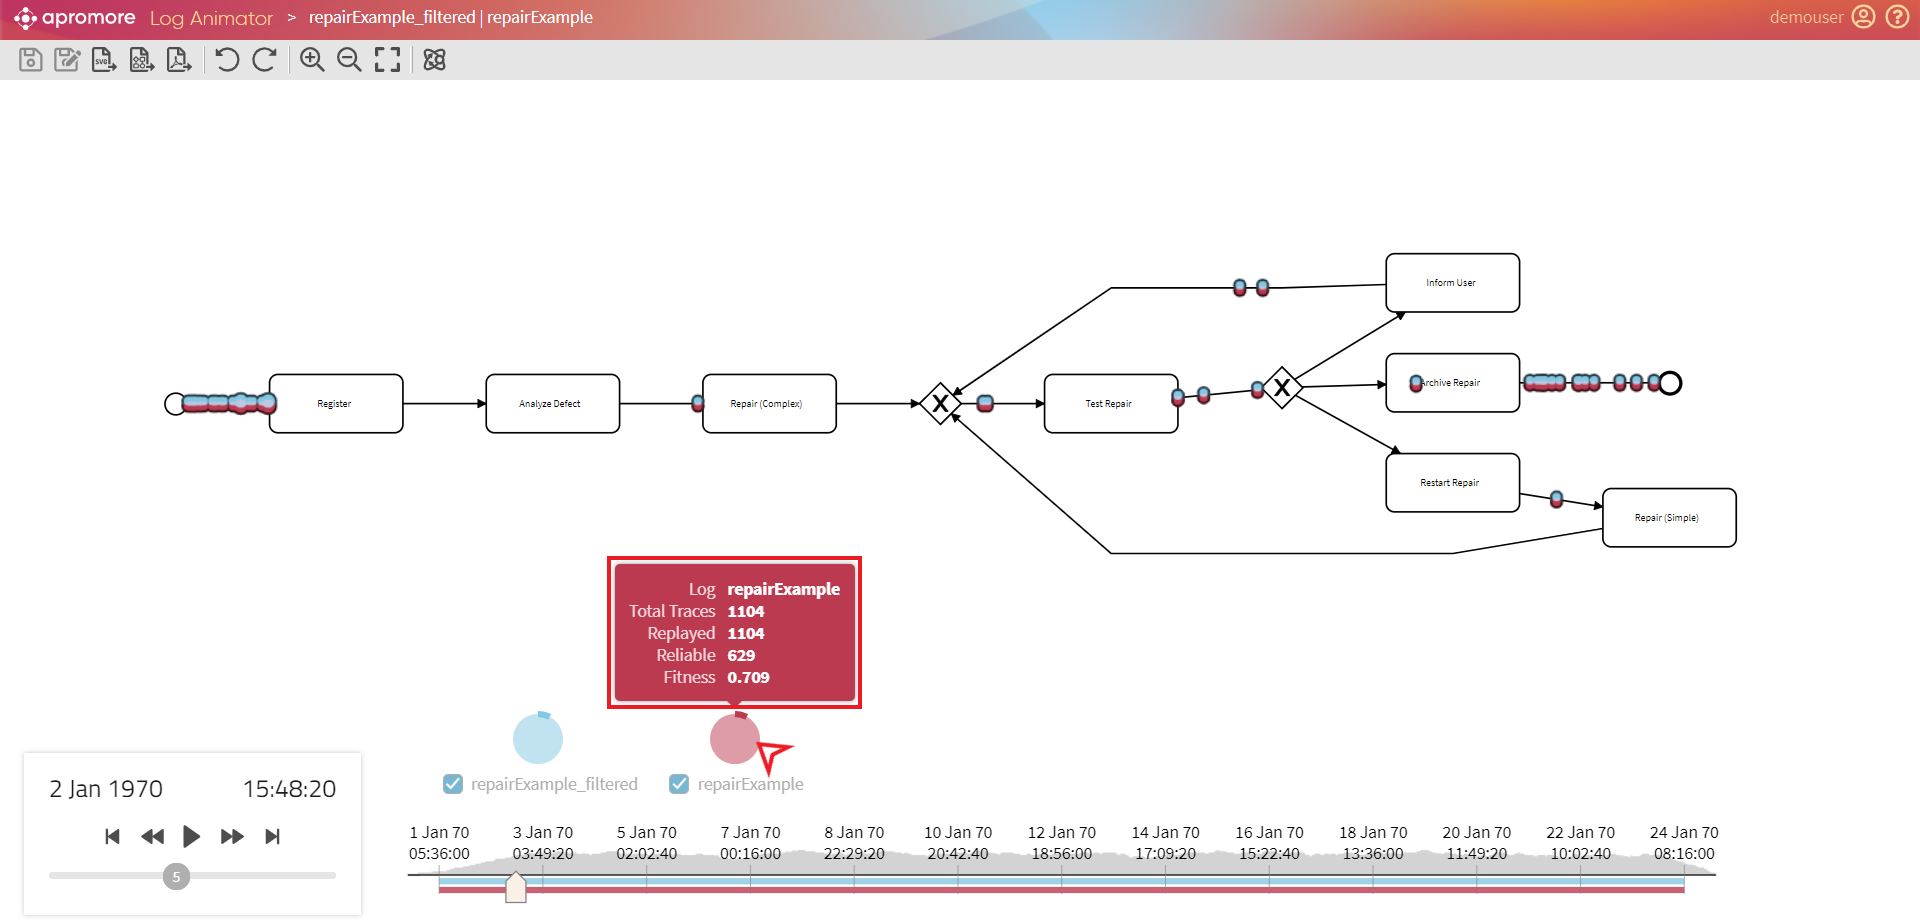 apromore Log Animator > repairExample_filtered | repairExample demouser
SVG
Inform User
Archive Repair
Register
Analyze Defect
Repair (Complex)
X
Test Repair
X
Restart Repair
Repair (Simple)
Log repairExample
Total Traces 1104
Replayed 1104
Reliable 629
Fitness 0.709
repairExample_filtered
repairExample
2 Jan 1970 15:48:20
5
1 Jan 70 3 Jan 70 5 Jan 70 7 Jan 70 8 Jan 70 10 Jan 70 12 Jan 70 14 Jan 70 16 Jan 70 18 Jan 70 20 Jan 70 22 Jan 70 24 Jan 70
05:36:00 03:49:20 02:02:40 00:16:00 22:29:20 20:42:40 18:56:00 17:09:20 15:22:40 13:36:00 11:49:20 10:02:40 08:16:00